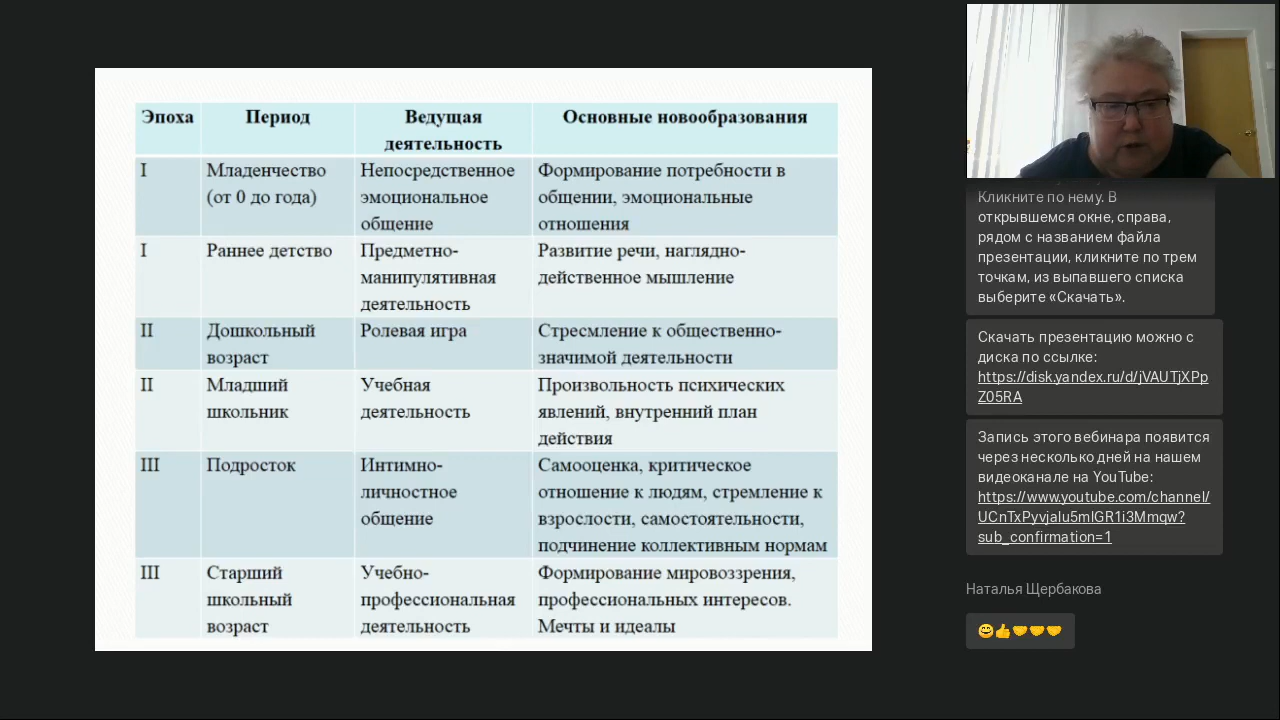 Эпоха Период Ведущая деятельность Основные новообразования
I Младенчество (от 0 до года) Непосредственное эмоциональное общение Формирование потребности в общении, эмоциональные отношения
I Раннее детство Предметно-манипулятивная деятельность Развитие речи, наглядно-действенное мышление
II Дошкольный возраст Ролевая игра Стресмление к общественно-значимой деятельности
II Младший школьник Учебная деятельность Произвольность психических явлений, внутренний план действия
III Подросток Интимно-личностное общение Самооценка, критическое отношение к людям, стремление к взрослости, самостоятельности, подчинение коллективным нормам
III Старший школьный возраст Учебно-профессиональная деятельность Формирование мировоззрения, профессиональных интересов. Мечты и идеалы
Кликните по нему. В
открывшемся окне, справа,
рядом с названием файла
презентации, кликните по трем
точкам, из выпавшего списка
выберите «Скачать».
Скачать презентацию можно с
диска по ссылке:
https://disk.yandex.ru/d/jVAUTjXPp
Z05RA
Запись этого вебинара появится
через несколько дней на нашем
видеоканале на YouTube:
https://www.youtube.com/channel/
UCnTxPyvjalu5mlGR1i3Mmqw?
sub_confirmation=1
Наталья Щербакова
😄👍🤝🤝🤝